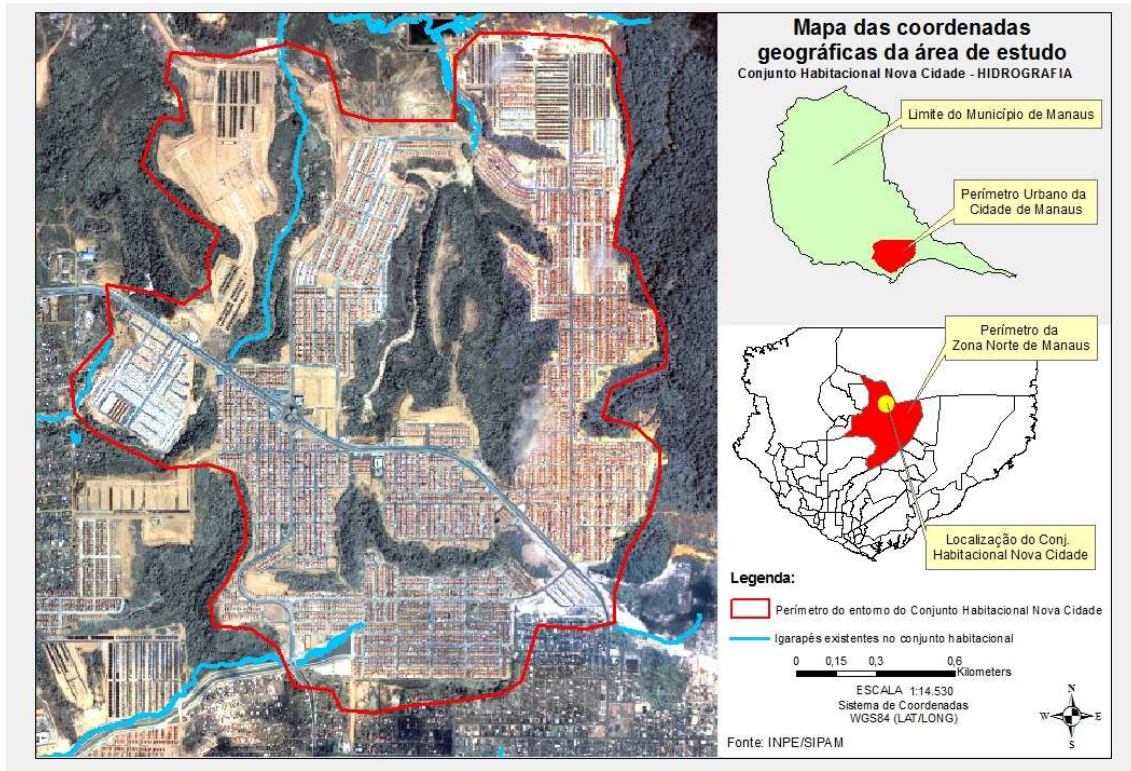 Mapa das coordenadas
geográficas da área de estudo
Conjunto Habitacional Nova Cidade - HIDROGRAFIA
Limite do Município de Manaus
Perímetro Urbano da
Cidade de Manaus
Perímetro da
Zona Norte de Manaus
Localização do Conj.
Habitacional Nova Cidade
Legenda:
Perímetro do entorno do Conjunto Habitacional Nova Cidade
Igarapés existentes no conjunto habitacional
0 0,15 0,3 0,6
Kilometers
ESCALA 1:14.530
Sistema de Coordenadas
WGS84 (LAT/LONG)
N
W E
S
Fonte: INPE/SIPAM